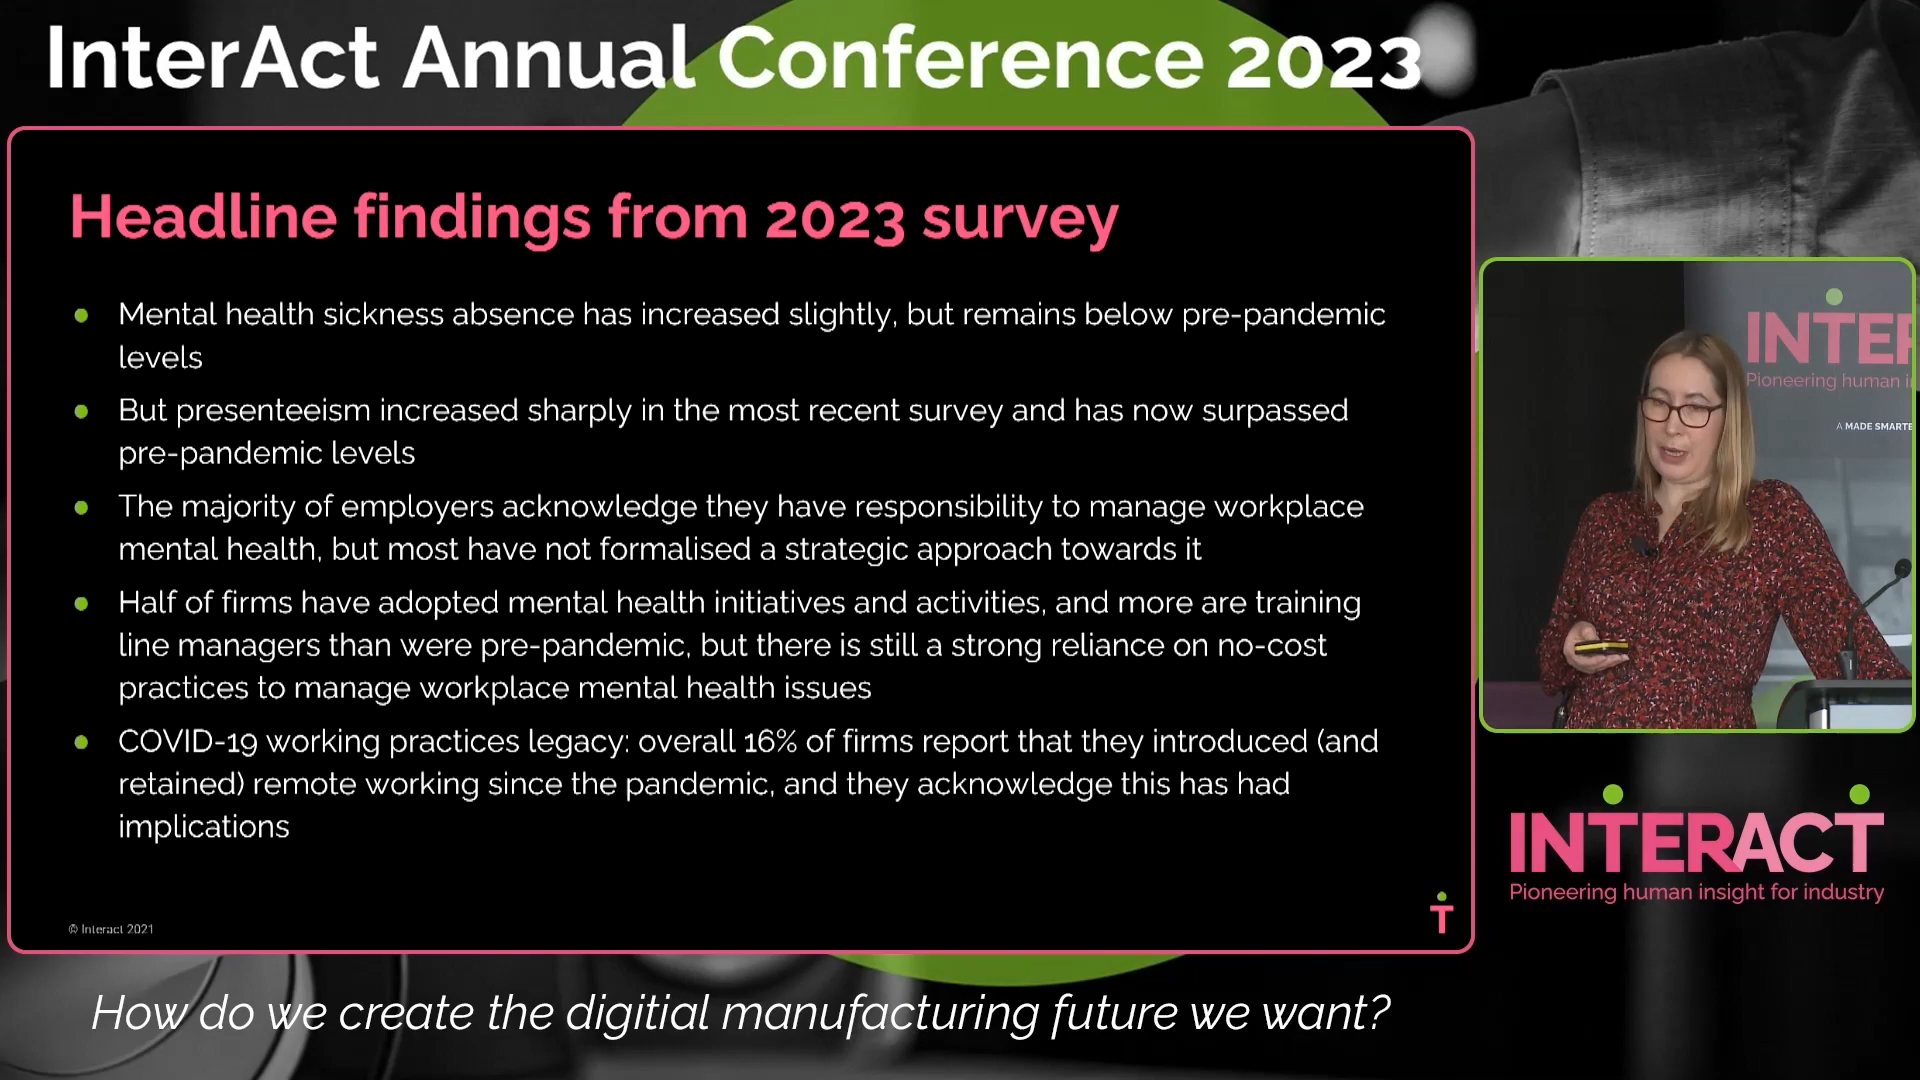 InterAct Annual Conference 2023
Headline findings from 2023 survey
Mental health sickness absence has increased slightly, but remains below pre-pandemic
levels
But presenteeism increased sharply in the most recent survey and has now surpassed
pre-pandemic levels
The majority of employers acknowledge they have responsibility to manage workplace
mental health, but most have not formalised a strategic approach towards it
Half of firms have adopted mental health initiatives and activities, and more are training
line managers than were pre-pandemic, but there is still a strong reliance on no-cost
practices to manage workplace mental health issues
COVID-19 working practices legacy: overall 16% of firms report that they introduced (and
retained) remote working since the pandemic, and they acknowledge this has had
implications
© Interact 2021
INTER
Pioneering human i
A MADE SMARTE
INTERACT
Pioneering human insight for industry
How do we create the digitial manufacturing future we want?